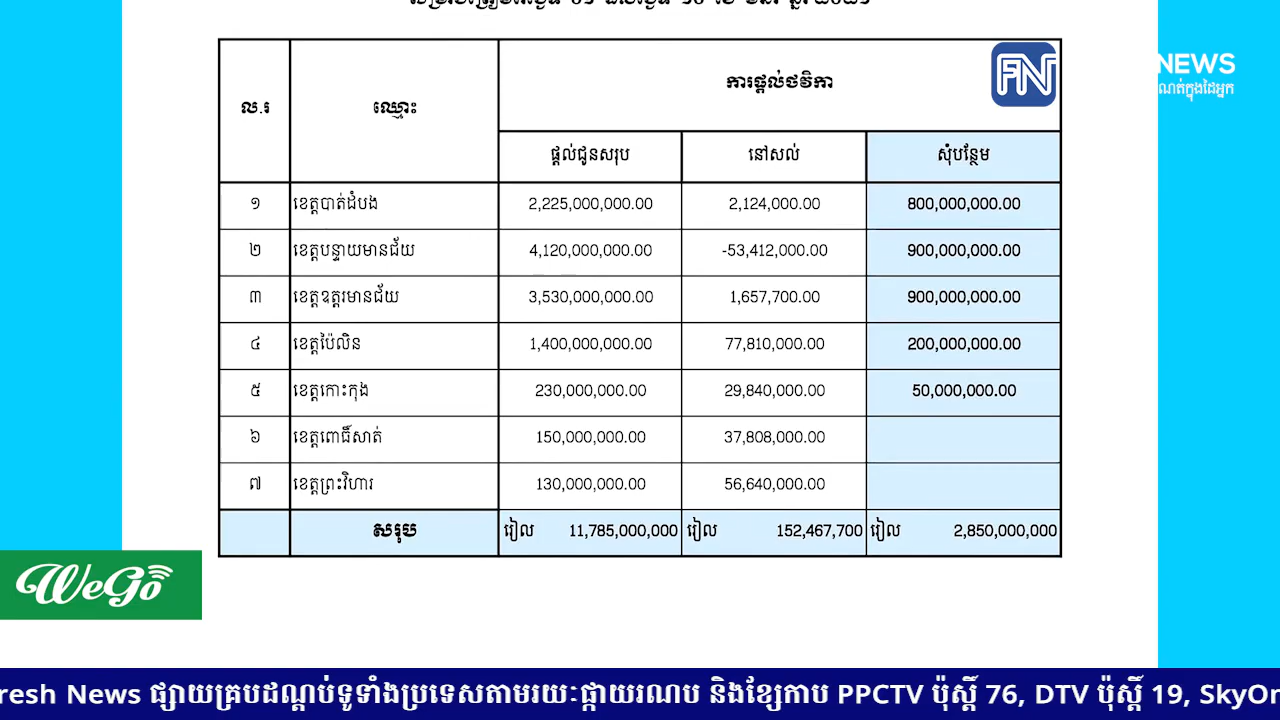 NEWS
ណត់ក្នុងដៃអ្នក
FN
ល.រ ឈ្មោះ ការផ្តល់ថវិកា
ផ្តល់ជូនសរុប នៅសល់ ស៊ុំបន្ថែម
១ ខេត្តបាត់ដំបង 2,225,000,000.00 2,124,000.00 800,000,000.00
២ ខេត្តបន្ទាយមានជ័យ 4,120,000,000.00 -53,412,000.00 900,000,000.00
៣ ខេត្តឧត្តរមានជ័យ 3,530,000,000.00 1,657,700.00 900,000,000.00
៤ ខេត្តប៉ៃលិន 1,400,000,000.00 77,810,000.00 200,000,000.00
៥ ខេត្តកោះកុង 230,000,000.00 29,840,000.00 50,000,000.00
៦ ខេត្តពោធិ៍សាត់ 150,000,000.00 37,808,000.00
៧ ខេត្តព្រះវិហារ 130,000,000.00 56,640,000.00
សរុប រៀល 11,785,000,000 រៀល 152,467,700 រៀល 2,850,000,000
WeGo
resh News ផ្សាយគ្របដណ្តប់ទូទាំងប្រទេសតាមរយៈផ្កាយរណប និងខ្សែកាប PPCTV ប៉ុស្តិ៍ 76, DTV ប៉ុស្តិ៍ 19, SkyOn